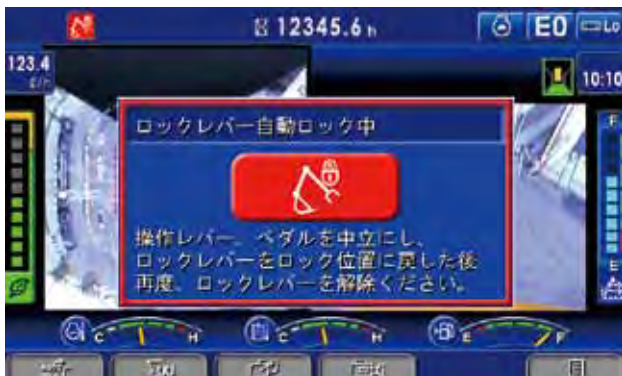 12345.6 h
E0
Lo
123.4
10:10
F
ロックレバー自動ロック中
操作レバー、ペダルを中立にし、
ロックレバーをロック位置に戻した後
再度、ロックレバーを解除ください。
E
C H C H E F